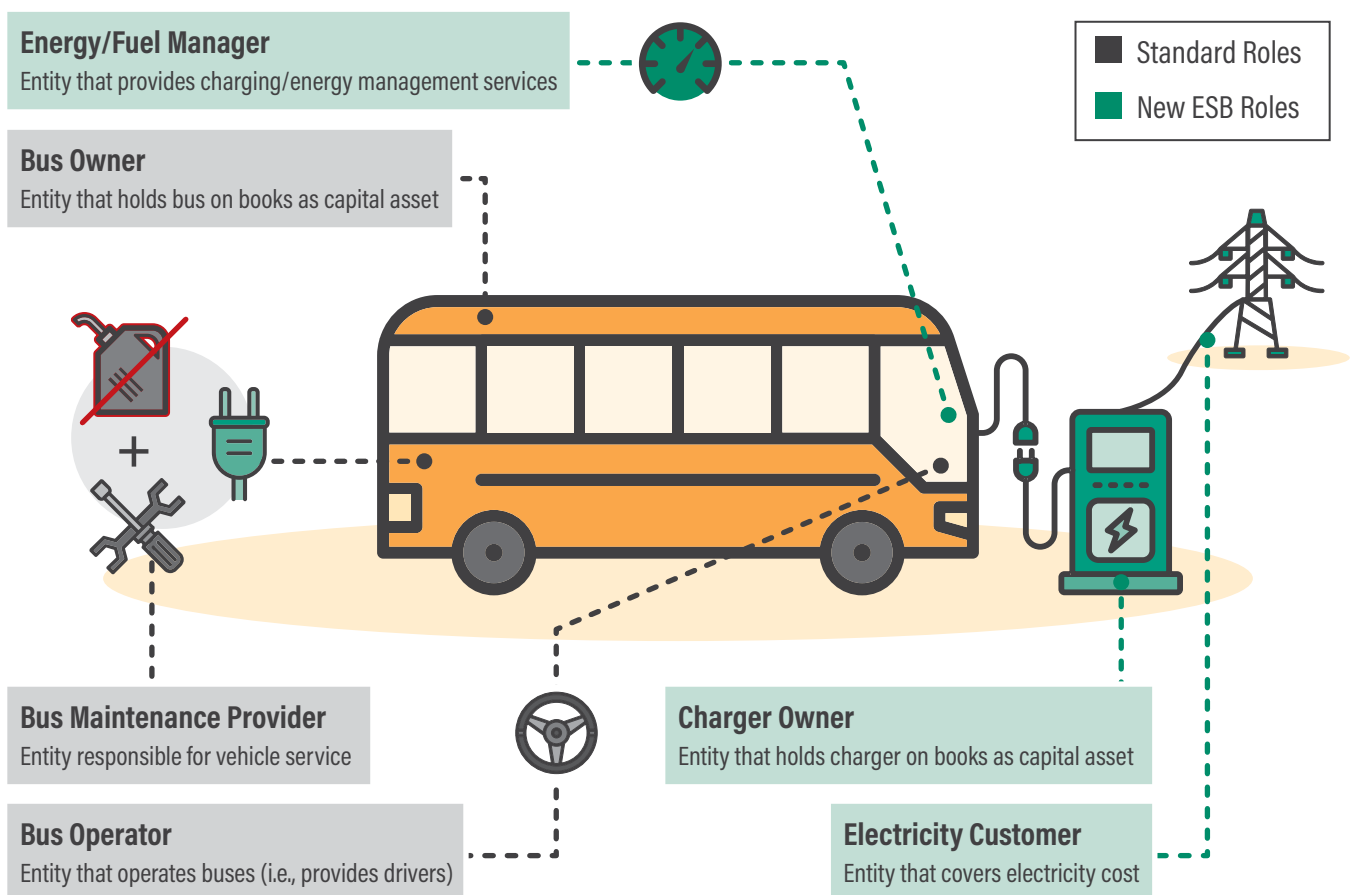 Energy/Fuel Manager
Entity that provides charging/energy management services
Standard Roles
New ESB Roles
Bus Owner
Entity that holds bus on books as capital asset
Bus Maintenance Provider
Entity responsible for vehicle service
Charger Owner
Entity that holds charger on books as capital asset
Bus Operator
Entity that operates buses (i.e., provides drivers)
Electricity Customer
Entity that covers electricity cost